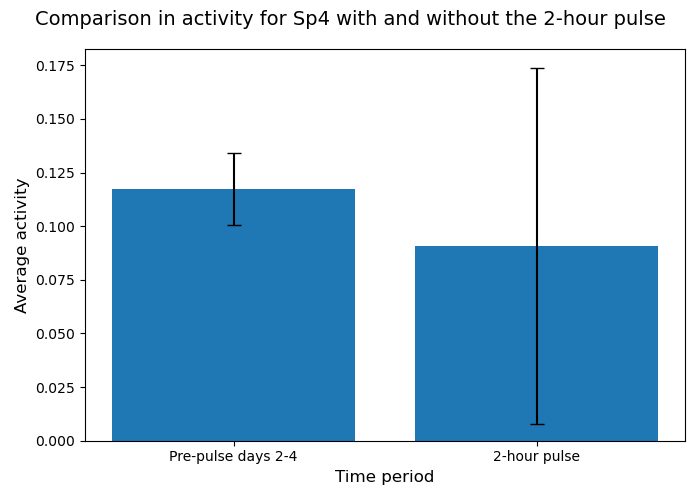 Comparison in activity for Sp4 with and without the 2-hour pulse
0.175
0.150
0.125
0.100
0.075
0.050
0.025
0.000
Average activity
Pre-pulse days 2-4
2-hour pulse
Time period